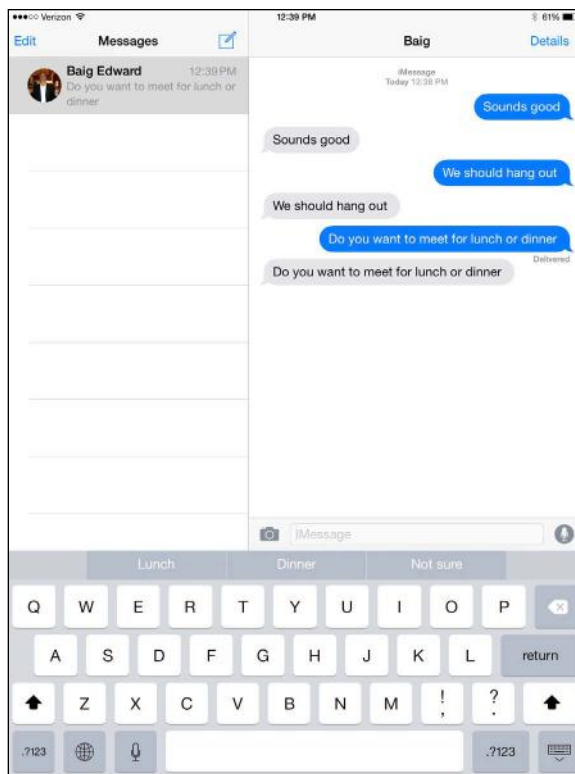 Verizon 12:39 PM 61%
Edit Messages
Baig Edward 12:39 PM
Do you want to meet for lunch or
dinner
Baig Details
iMessage
Today 12:38 PM
Sounds good
Sounds good
We should hang out
We should hang out
Do you want to meet for lunch or dinner
Delivered
Do you want to meet for lunch or dinner
iMessage
Lunch Dinner Not sure
Q W E R T Y U I O P
A S D F G H J K L return
Z X C V B N M ! , ? .
.?123 .?123